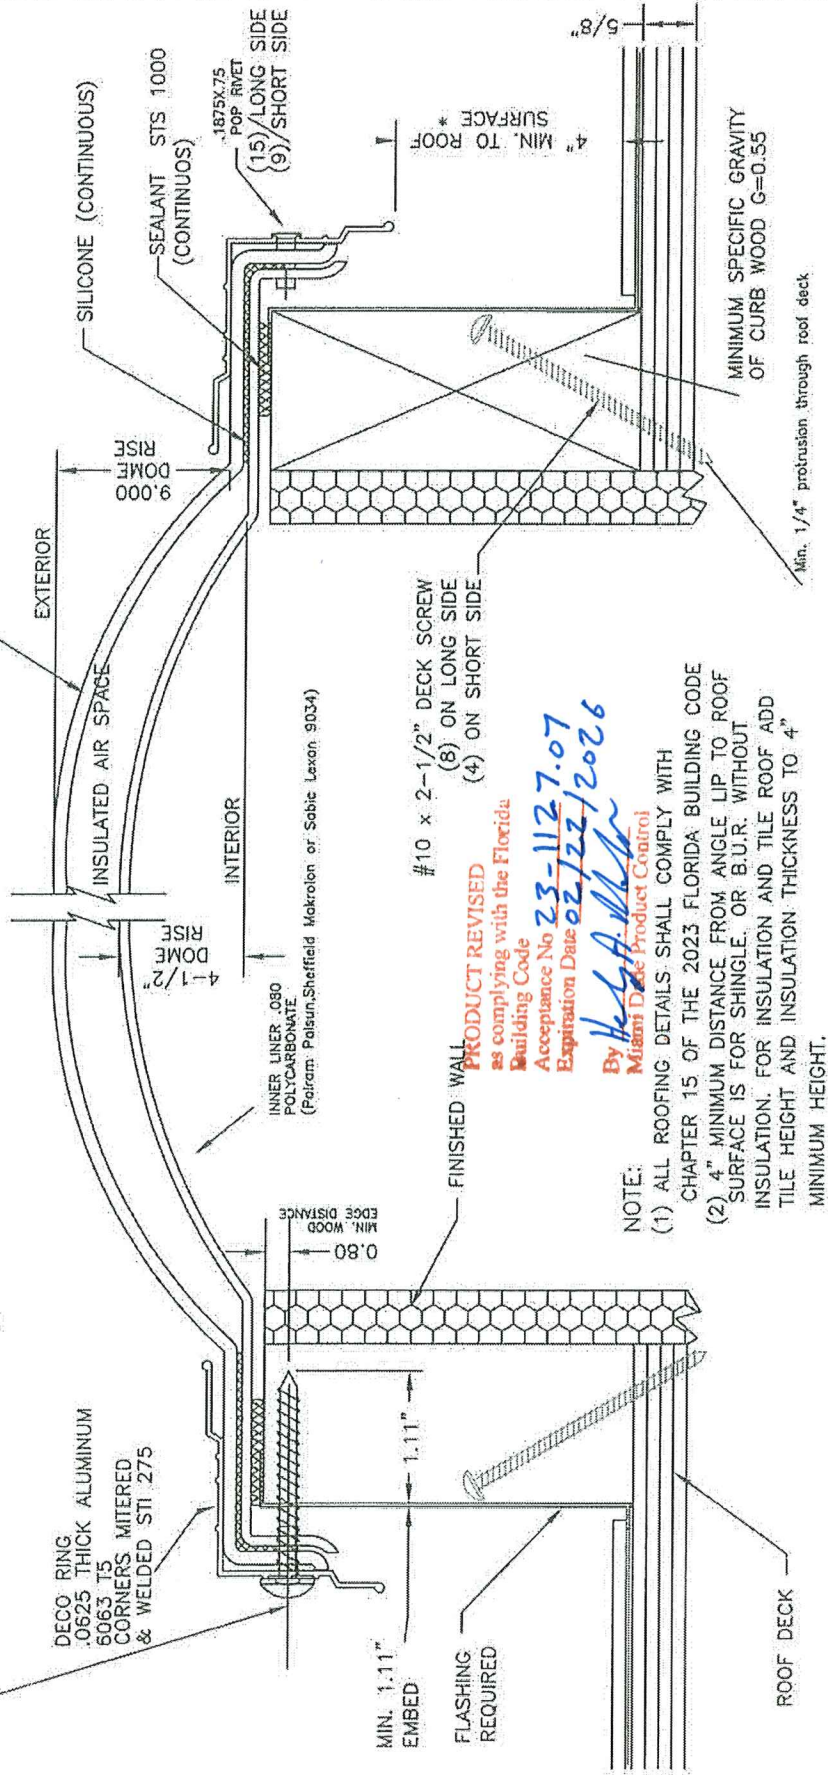 DECO RING
.0625 THICK ALUMINUM
6063 T5
CORNERS MITERED
& WELDED STI 275
MIN. 1.11"
EMBED
FLASHING
REQUIRED
ROOF DECK
1.11"
0.80
MIN. WOOD
EDGE DISTANCE
FINISHED WALL
INNER LINER .080
POLYCARBONATE
(Palram Palsun,Sheffield Makrolon or Sabic Lexan 9034)
4-1/2"
DOME
RISE
INSULATED AIR SPACE
INTERIOR
EXTERIOR
9.000
DOME
RISE
SILICONE (CONTINUOUS)
SEALANT STS 1000
(CONTINUOS)
.1875X.75
POP RIVET
(15)/LONG SIDE
(9)/SHORT SIDE
4" MIN. TO ROOF
SURFACE *
5/8"
#10 x 2-1/2" DECK SCREW
(8) ON LONG SIDE
(4) ON SHORT SIDE
MINIMUM SPECIFIC GRAVITY
OF CURB WOOD G=0.55
Min. 1/4" protrusion through roof deck
PRODUCT REVISED
as complying with the Florida
Building Code
Acceptance No 23-1127.07
Expiration Date 02/22/2026
By
Miami Dade Product Control
NOTE:
(1) ALL ROOFING DETAILS SHALL COMPLY WITH
CHAPTER 15 OF THE 2023 FLORIDA BUILDING CODE
(2) 4" MINIMUM DISTANCE FROM ANGLE LIP TO ROOF
SURFACE IS FOR SHINGLE, OR B.U.R. WITHOUT
INSULATION. FOR INSULATION AND TILE ROOF ADD
TILE HEIGHT AND INSULATION THICKNESS TO 4"
MINIMUM HEIGHT.